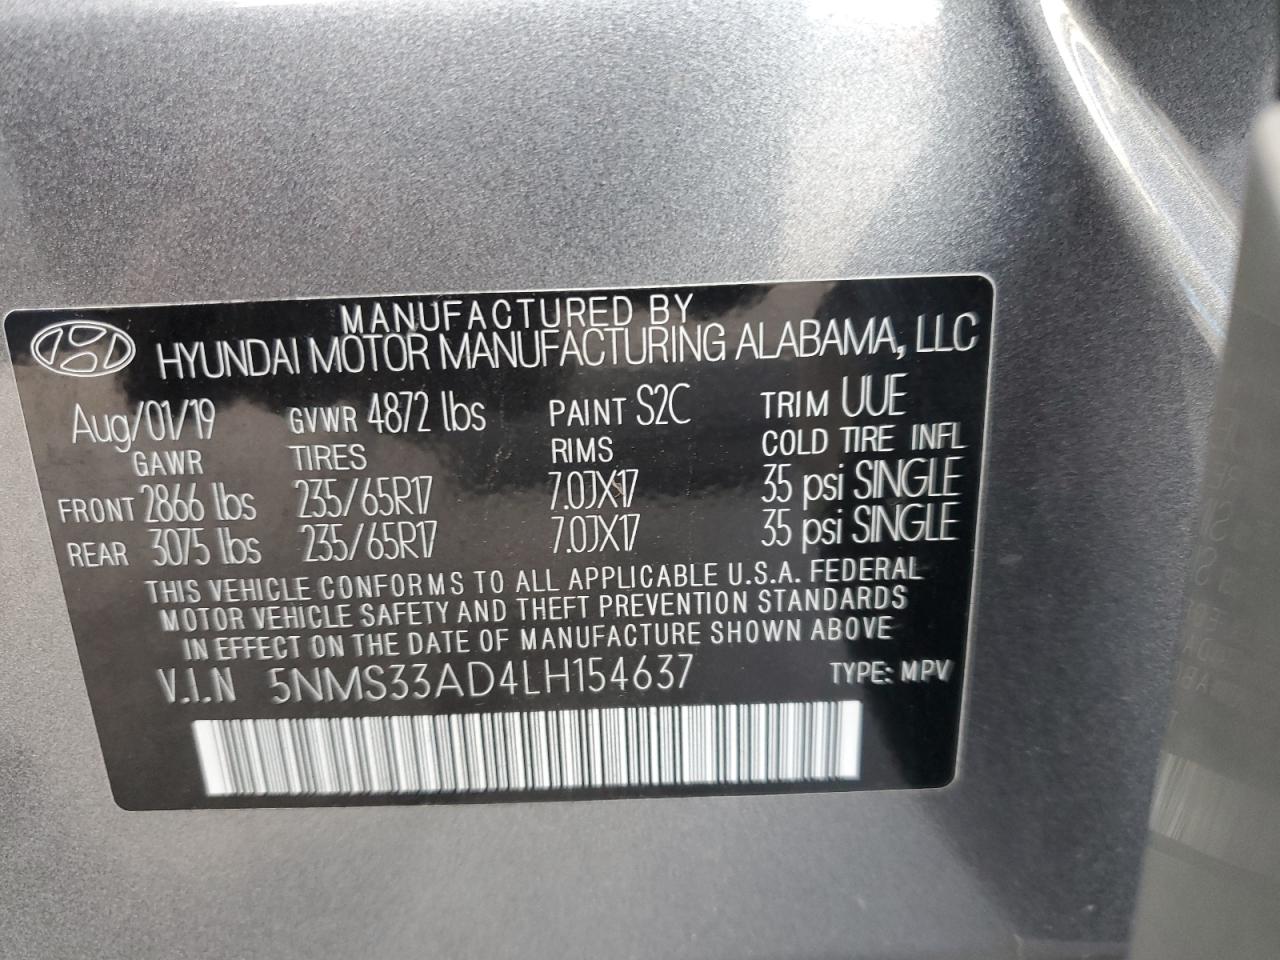 MANUFACTURED BY
HYUNDAI MOTOR MANUFACTURING ALABAMA, LLC
Aug/01/19 GVWR 4872 lbs PAINT S2C TRIM UUE
GAWR TIRES RIMS COLD TIRE INFL
FRONT 2866 lbs 235/65R17 7.0JX17 35 psi SINGLE
REAR 3075 lbs 235/65R17 7.0JX17 35 psi SINGLE
THIS VEHICLE CONFORMS TO ALL APPLICABLE U.S.A. FEDERAL
MOTOR VEHICLE SAFETY AND THEFT PREVENTION STANDARDS
IN EFFECT ON THE DATE OF MANUFACTURE SHOWN ABOVE
V.I.N 5NMS33AD4LH154637 TYPE: MPV